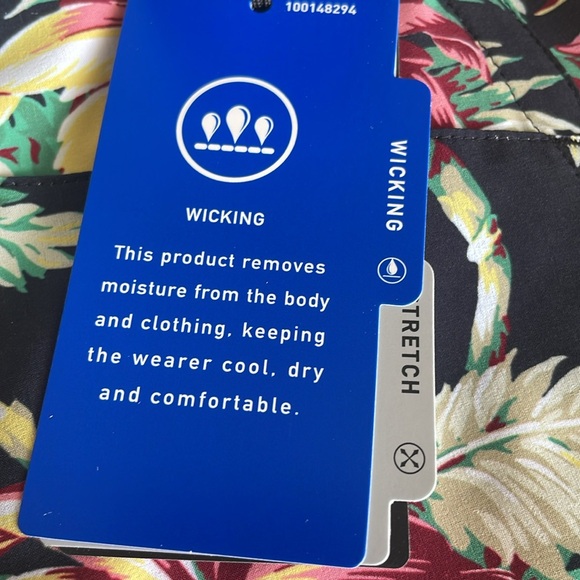 100148294
WICKING
This product removes
moisture from the body
and clothing, keeping
the wearer cool, dry
and comfortable.
WICKING
TRETCH